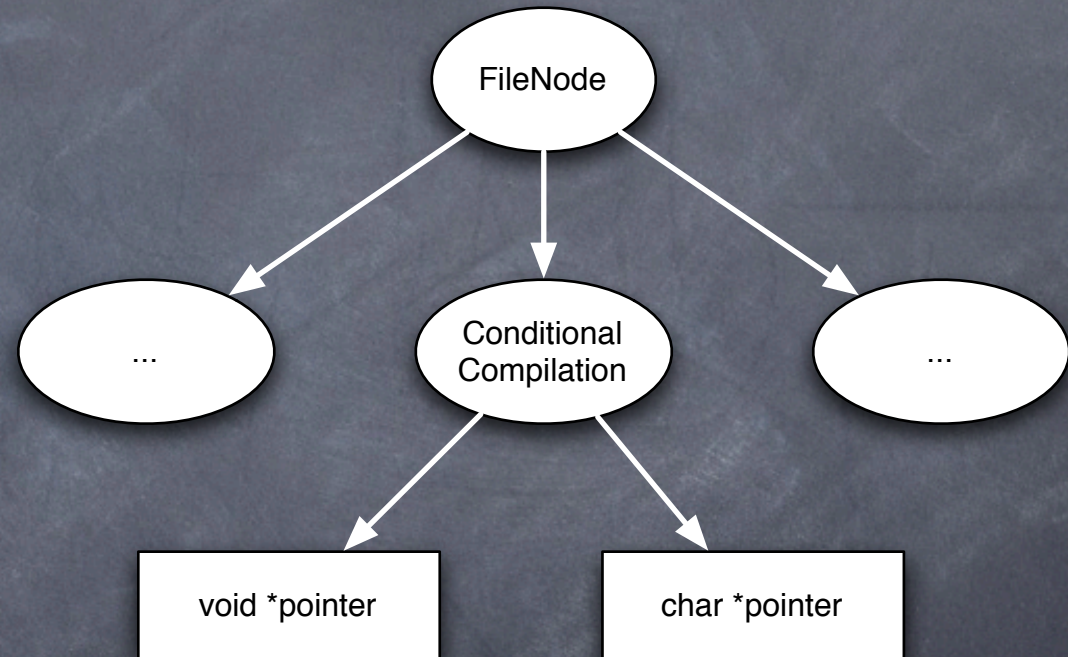 FileNode
...
Conditional
Compilation
...
void *pointer
char *pointer